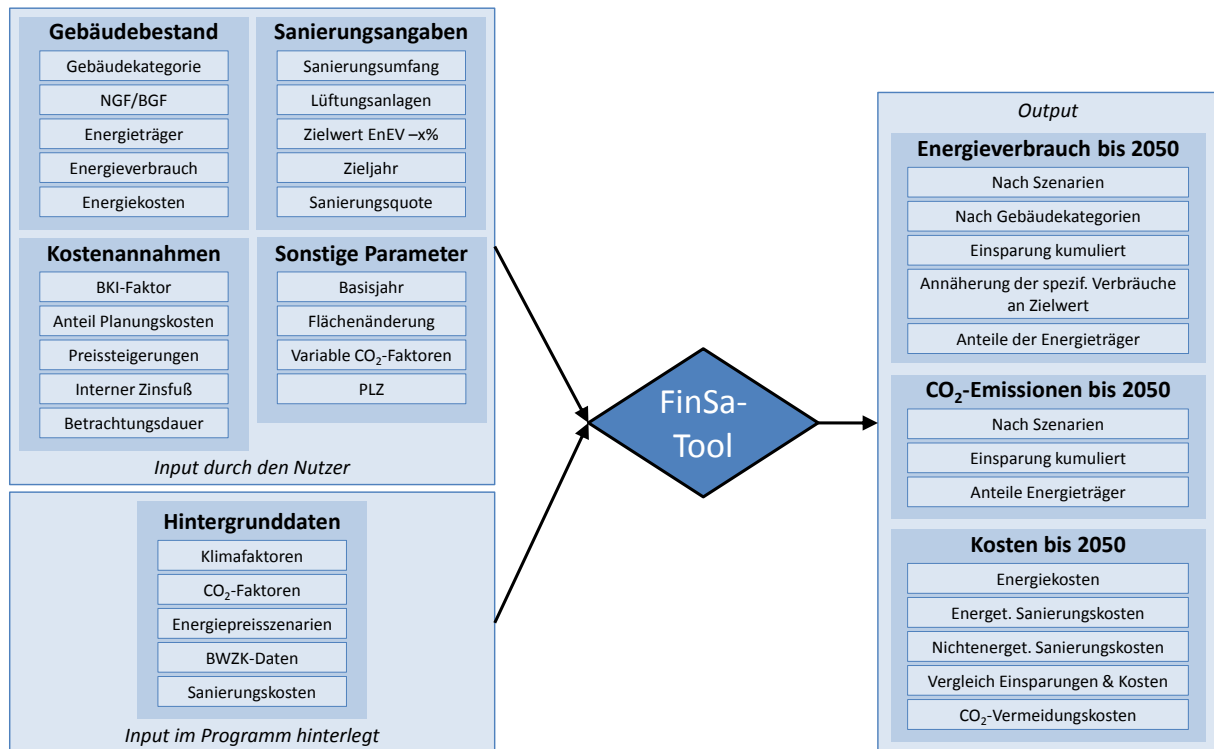 Gebäudebestand
Gebäudekategorie
NGF/BGF
Energieträger
Energieverbrauch
Energiekosten
Sanierungsangaben
Sanierungsumfang
Lüftungsanlagen
Zielwert EnEV –x%
Zieljahr
Sanierungsquote
Kostenannahmen
BKI-Faktor
Anteil Planungskosten
Preissteigerungen
Interner Zinsfuß
Betrachtungsdauer
Sonstige Parameter
Basisjahr
Flächenänderung
Variable CO₂-Faktoren
PLZ
Input durch den Nutzer
Hintergrunddaten
Klimafaktoren
CO₂-Faktoren
Energiepreisszenarien
BWZK-Daten
Sanierungskosten
Input im Programm hinterlegt
FinSa-
Tool
Output
Energieverbrauch bis 2050
Nach Szenarien
Nach Gebäudekategorien
Einsparung kumuliert
Annäherung der spezif. Verbräuche
an Zielwert
Anteile der Energieträger
CO₂-Emissionen bis 2050
Nach Szenarien
Einsparung kumuliert
Anteile Energieträger
Kosten bis 2050
Energiekosten
Energet. Sanierungskosten
Nichtenerget. Sanierungskosten
Vergleich Einsparungen & Kosten
CO₂-Vermeidungskosten